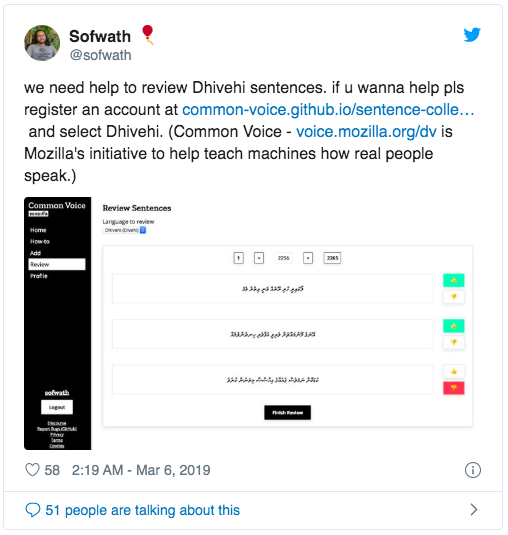 Sofwath 🎈
@sofwath
we need help to review Dhivehi sentences. if u wanna help pls
register an account at common-voice.github.io/sentence-colle…
and select Dhivehi. (Common Voice - voice.mozilla.org/dv is
Mozilla's initiative to help teach machines how real people
speak.)
Common Voice
mozilla
Home
How-to
Add
Review
Profile
sofwath
Logout
Discourse
Report Bugs (GitHub)
Privacy
Terms
Cookies
Review Sentences
Language to review
Dhivehi (Divehi)
1 < 2256 > 2265
Finish Review
58 2:19 AM - Mar 6, 2019
51 people are talking about this